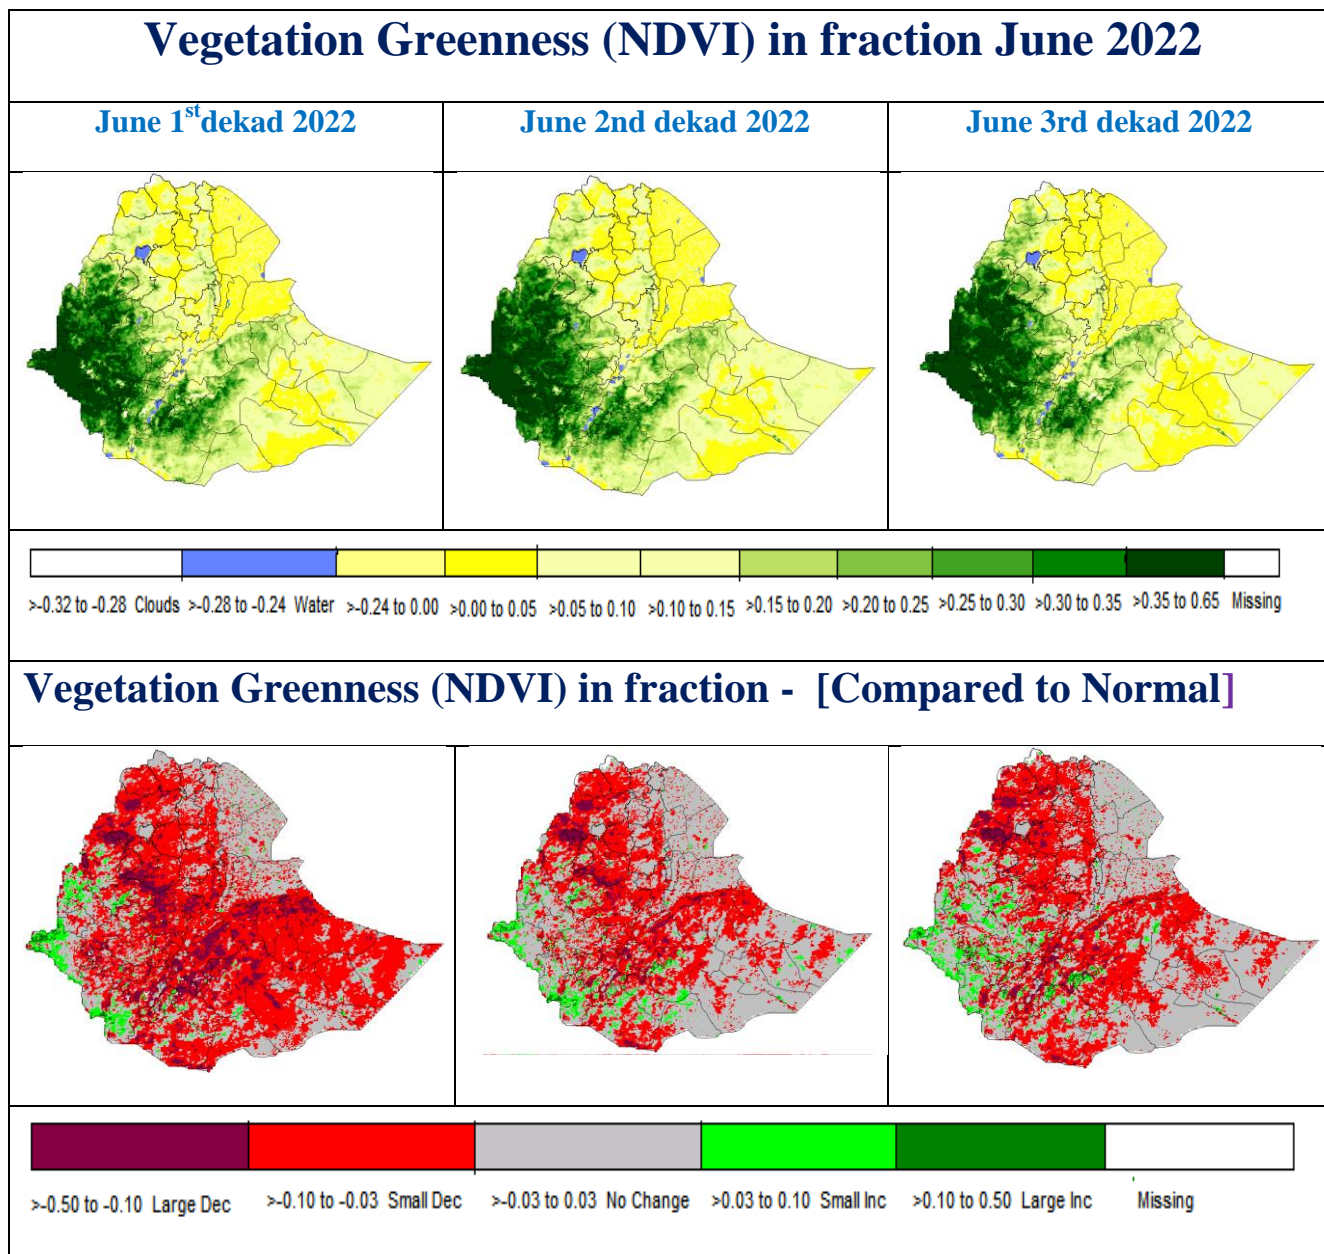 Vegetation Greenness (NDVI) in fraction June 2022
June 1st dekad 2022
June 2nd dekad 2022
June 3rd dekad 2022
>-0.32 to -0.28 Clouds >-0.28 to -0.24 Water >-0.24 to 0.00 >0.00 to 0.05 >0.05 to 0.10 >0.10 to 0.15 >0.15 to 0.20 >0.20 to 0.25 >0.25 to 0.30 >0.30 to 0.35 >0.35 to 0.65 Missing
Vegetation Greenness (NDVI) in fraction - [Compared to Normal]
>-0.50 to -0.10 Large Dec >-0.10 to -0.03 Small Dec >-0.03 to 0.03 No Change >0.03 to 0.10 Small Inc >0.10 to 0.50 Large Inc Missing